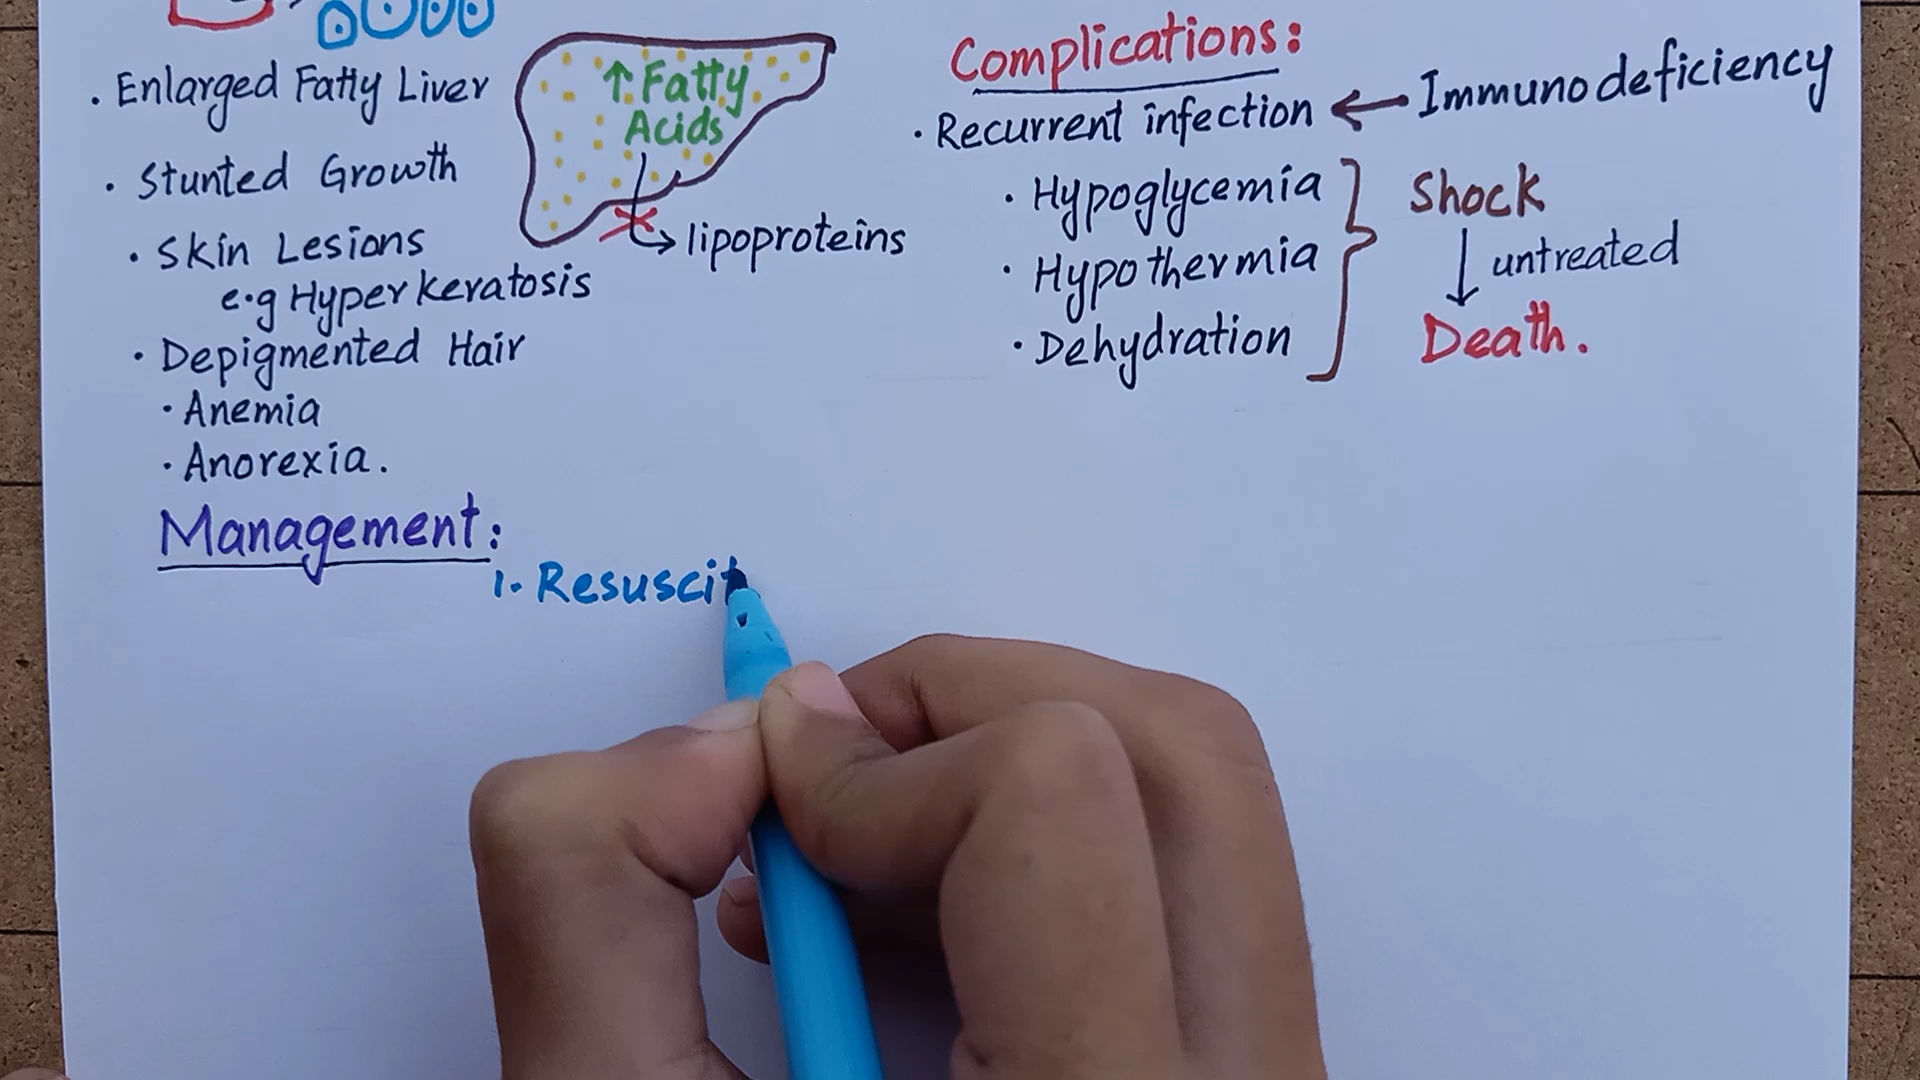 . Enlarged Fatty Liver
. Stunted Growth
. Skin Lesions
e.g Hyperkeratosis
. Depigmented Hair
. Anemia
. Anorexia.
↑ Fatty
Acids
lipoproteins
Management:
1. Resuscit
Complications:
. Recurrent infection ← Immunodeficiency
. Hypoglycemia
. Hypothermia
. Dehydration
Shock
untreated
Death.